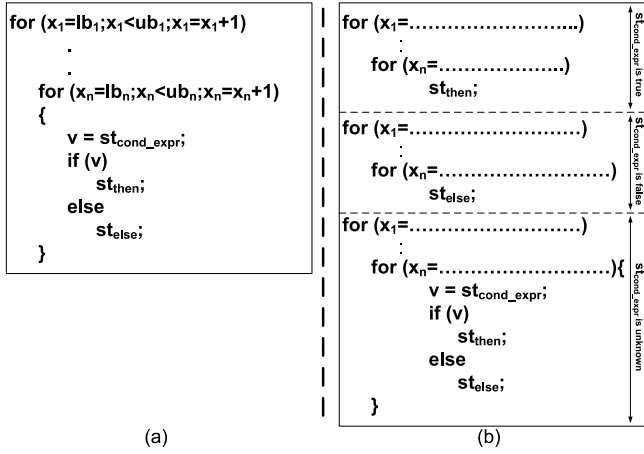 for (x1=lb1;x1<ub1;x1=x1+1)
.
.
for (xn=lbn;xn<ubn;xn=xn+1)
{
v = stcond_expr;
if (v)
stthen;
else
stelse;
}
(a)
for (x1=..............................)
:
for (xn=......................)
stthen;
stcond_expr is true
for (x1=..............................)
:
for (xn=..............................)
stelse;
stcond_expr is false
for (x1=..............................)
:
for (xn=..............................){
v = stcond_expr;
if (v)
stthen;
else
stelse;
}
stcond_expr is unknown
(b)